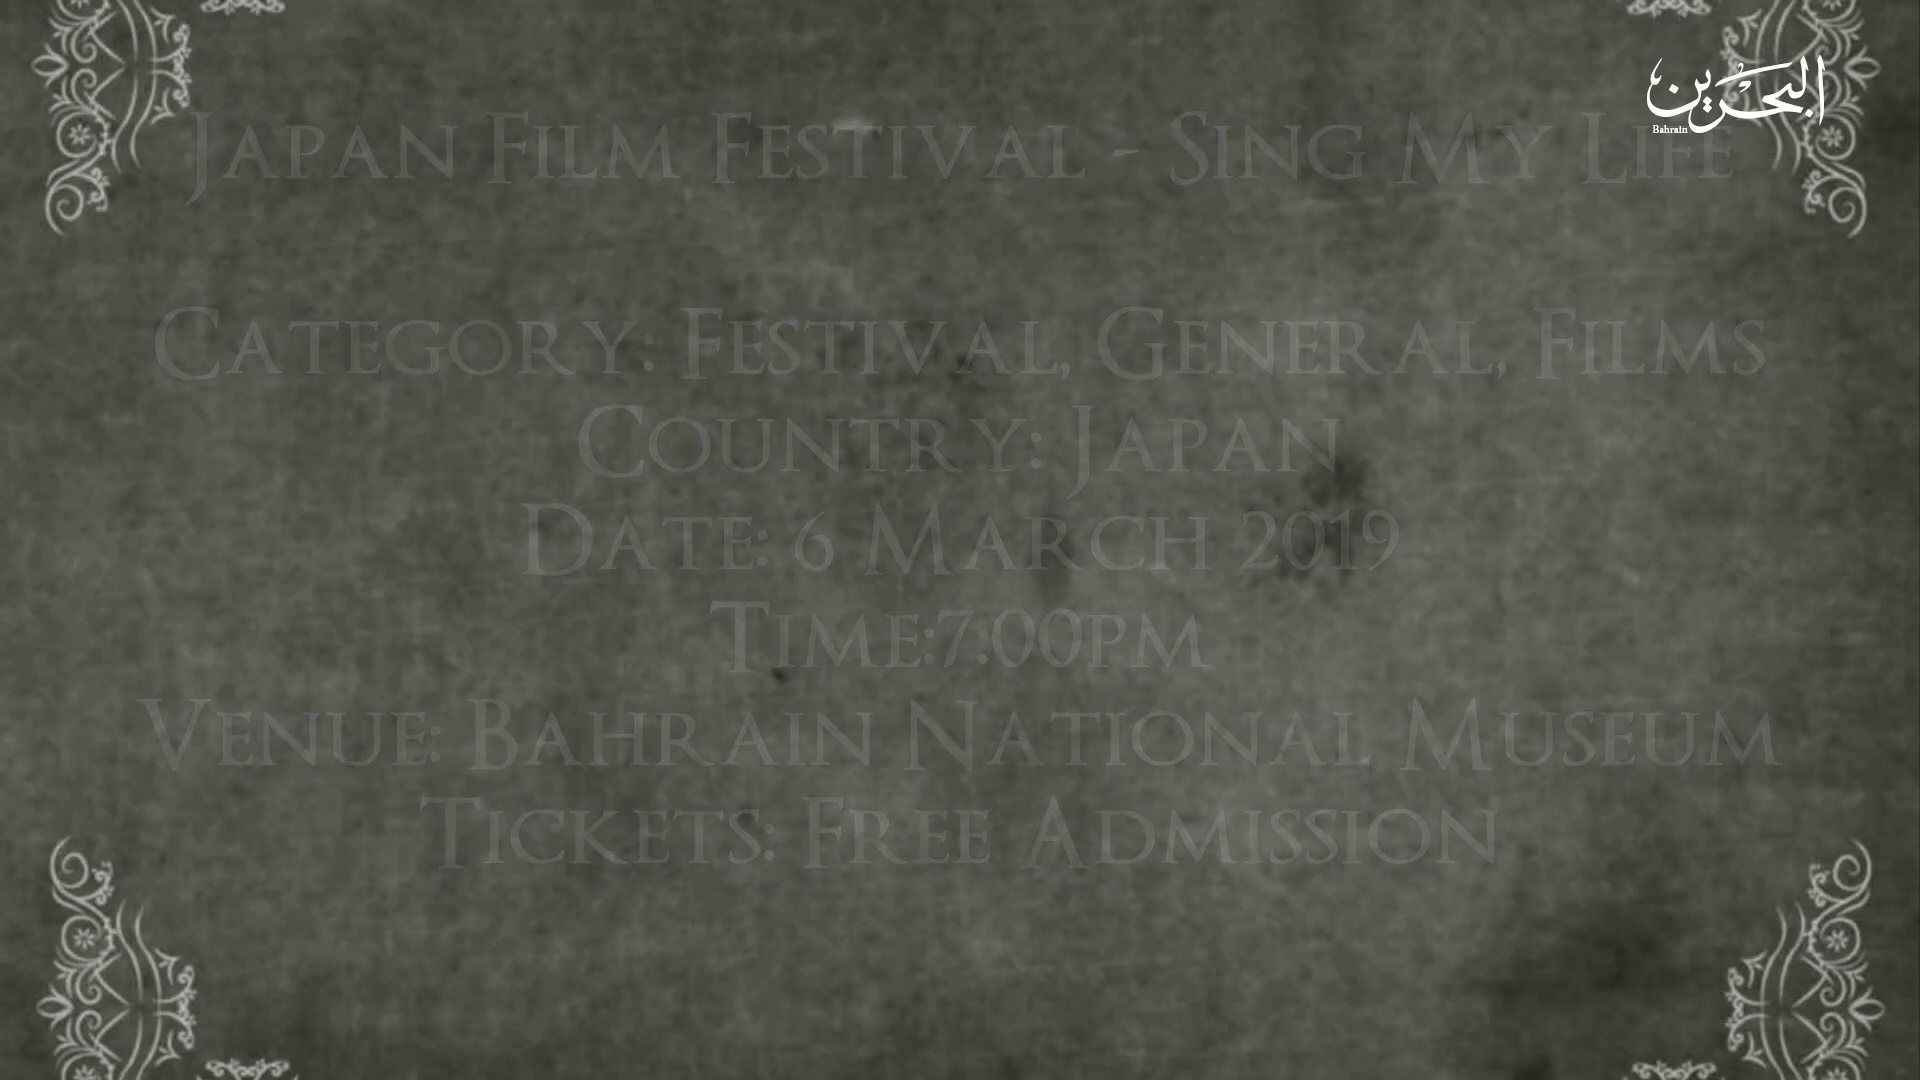 البحرين
Bahrain
Japan Film Festival - Sing My Life
Category: Festival, General, Films
Country: Japan
Date: 6 March 2019
Time:7:00pm
Venue: Bahrain National Museum
Tickets: Free Admission